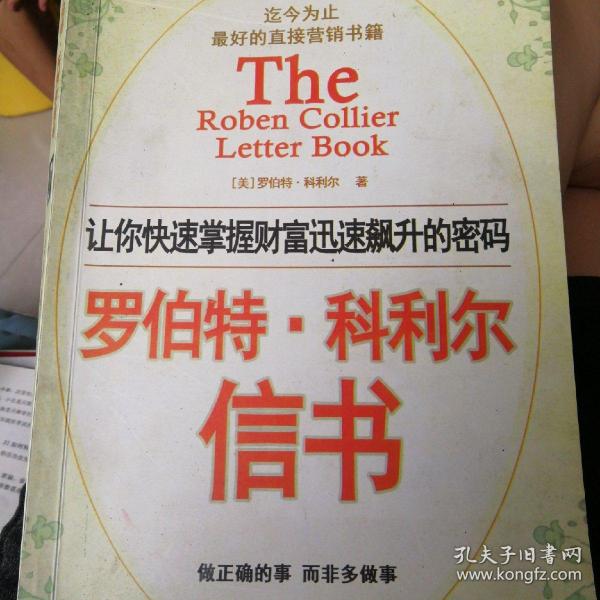 迄今为止
最好的直接营销书籍
The
Roben Collier
Letter Book
[美]罗伯特·科利尔 著
让你快速掌握财富迅速飙升的密码
罗伯特·科利尔
信书
做正确的事 而非多做事
孔夫子旧书网
www.kongfz.com